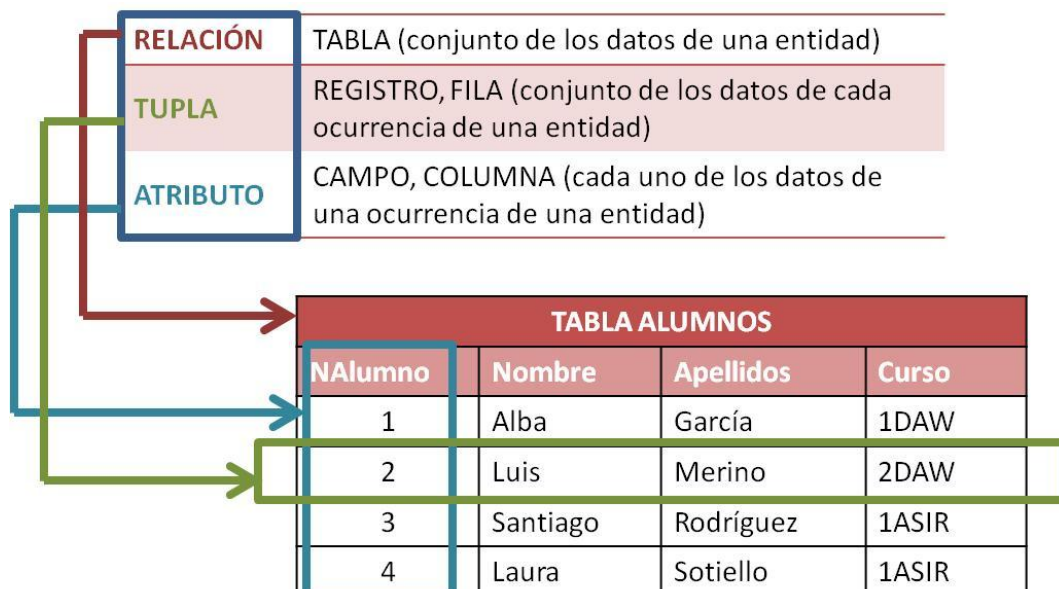 RELACIÓN TABLA (conjunto de los datos de una entidad)
TUPLA REGISTRO, FILA (conjunto de los datos de cada
ocurrencia de una entidad)
ATRIBUTO CAMPO, COLUMNA (cada uno de los datos de
una ocurrencia de una entidad)
TABLA ALUMNOS
NAlumno Nombre Apellidos Curso
1 Alba García 1DAW
2 Luis Merino 2DAW
3 Santiago Rodríguez 1ASIR
4 Laura Sotiello 1ASIR